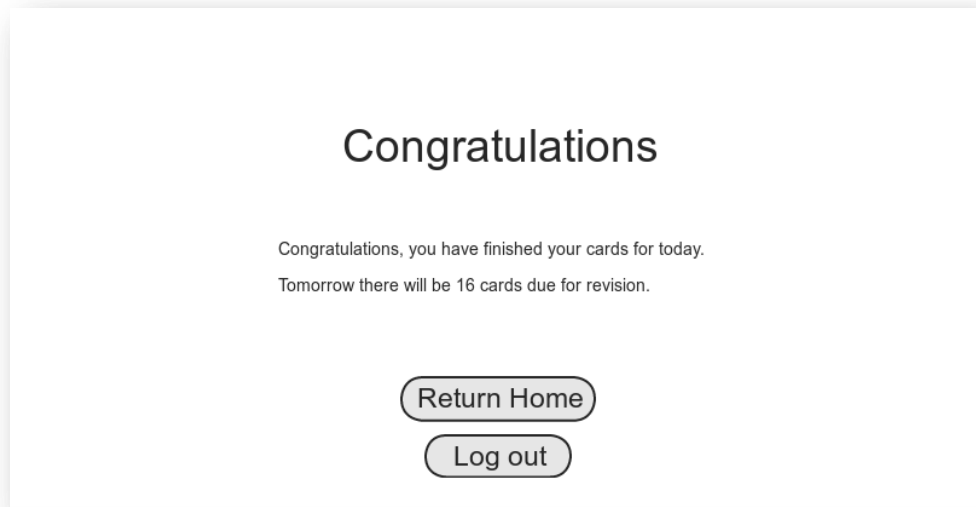 Congratulations
Congratulations, you have finished your cards for today.
Tomorrow there will be 16 cards due for revision.
Return Home
Log out